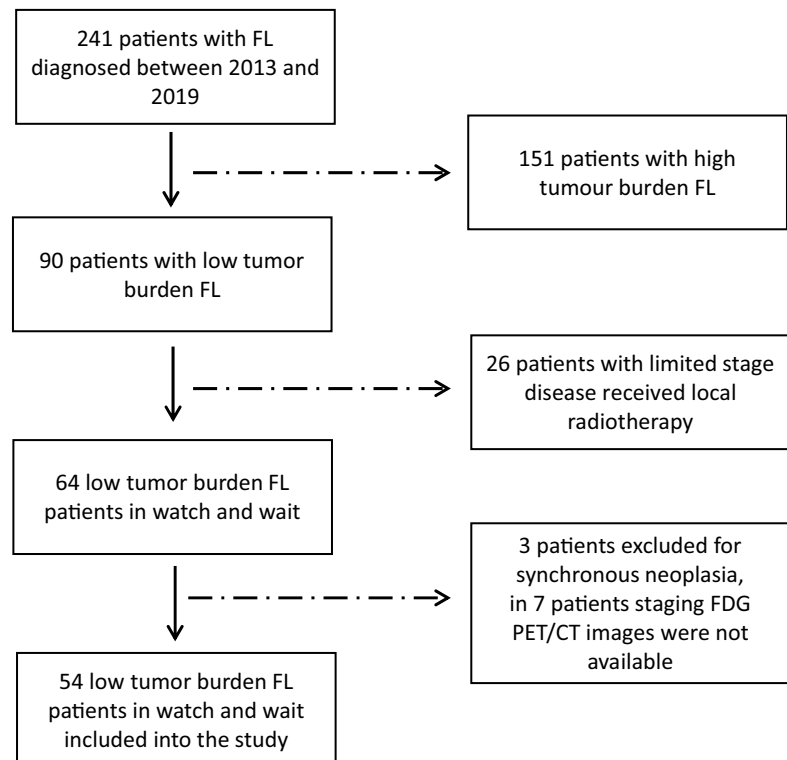 241 patients with FL
diagnosed between 2013 and
2019
151 patients with high
tumour burden FL
90 patients with low tumor
burden FL
26 patients with limited stage
disease received local
radiotherapy
64 low tumor burden FL
patients in watch and wait
3 patients excluded for
synchronous neoplasia,
in 7 patients staging FDG
PET/CT images were not
available
54 low tumor burden FL
patients in watch and wait
included into the study